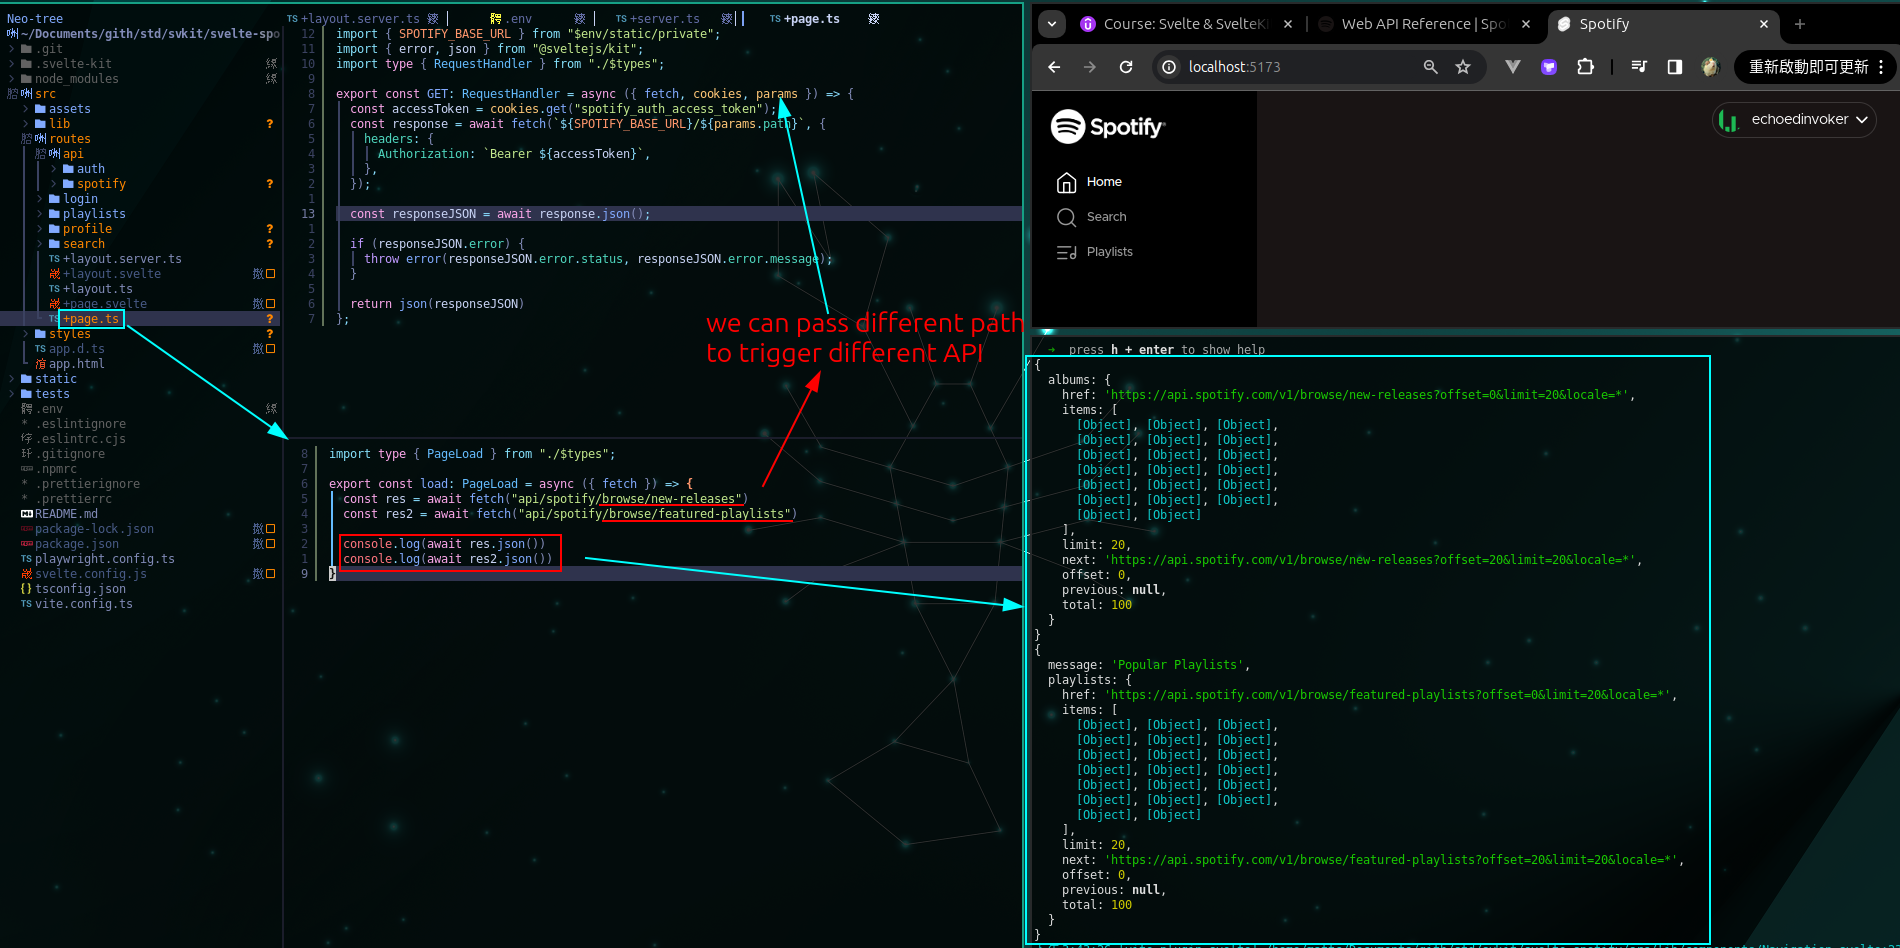 Neo-tree
~/Documents/gith/std/svkit/svelte-spo
.git
.svelte-kit
node_modules
src
assets
lib ?
routes
api
auth
spotify ?
login
playlists
profile ?
search ?
TS +layout.server.ts
+layout.svelte
TS +layout.ts
+page.svelte
TS +page.ts ?
styles ?
TS app.d.ts
app.html
static
tests
.env
* .eslintignore
.eslintrc.cjs
.gitignore
.npmrc
* .prettierignore
* .prettierrc
README.md
package-lock.json
package.json
TS playwright.config.ts
svelte.config.js
{} tsconfig.json
TS vite.config.ts
TS +layout.server.ts
.env
TS +server.ts
TS +page.ts
12 import { SPOTIFY_BASE_URL } from "$env/static/private";
11 import { error, json } from "@sveltejs/kit";
10 import type { RequestHandler } from "./$types";
9
8 export const GET: RequestHandler = async ({ fetch, cookies, params }) => {
7 const accessToken = cookies.get("spotify_auth_access_token");
6 const response = await fetch(`${SPOTIFY_BASE_URL}/${params.path}`, {
5 headers: {
4 Authorization: `Bearer ${accessToken}`,
3 },
2 });
1
13 const responseJSON = await response.json();
1
2 if (responseJSON.error) {
3 throw error(responseJSON.error.status, responseJSON.error.message);
4 }
5
6 return json(responseJSON)
7 };
we can pass different path
to trigger different API
8 import type { PageLoad } from "./$types";
7
6 export const load: PageLoad = async ({ fetch }) => {
5 const res = await fetch("api/spotify/browse/new-releases")
4 const res2 = await fetch("api/spotify/browse/featured-playlists")
3
2 console.log(await res.json())
1 console.log(await res2.json())
9 }
Course: Svelte & SvelteKi
Web API Reference | Spo
Spotify
localhost:5173
重新啟動即可更新
Spotify
echoedinvoker
Home
Search
Playlists
→ press h + enter to show help
{
albums: {
href: 'https://api.spotify.com/v1/browse/new-releases?offset=0&limit=20&locale=*',
items: [
[Object], [Object], [Object],
[Object], [Object], [Object],
[Object], [Object], [Object],
[Object], [Object], [Object],
[Object], [Object], [Object],
[Object], [Object], [Object],
[Object], [Object]
],
limit: 20,
next: 'https://api.spotify.com/v1/browse/new-releases?offset=20&limit=20&locale=*',
offset: 0,
previous: null,
total: 100
}
}
{
message: 'Popular Playlists',
playlists: {
href: 'https://api.spotify.com/v1/browse/featured-playlists?offset=0&limit=20&locale=*',
items: [
[Object], [Object], [Object],
[Object], [Object], [Object],
[Object], [Object], [Object],
[Object], [Object], [Object],
[Object], [Object], [Object],
[Object], [Object], [Object],
[Object], [Object]
],
limit: 20,
next: 'https://api.spotify.com/v1/browse/featured-playlists?offset=20&limit=20&locale=*',
offset: 0,
previous: null,
total: 100
}
}